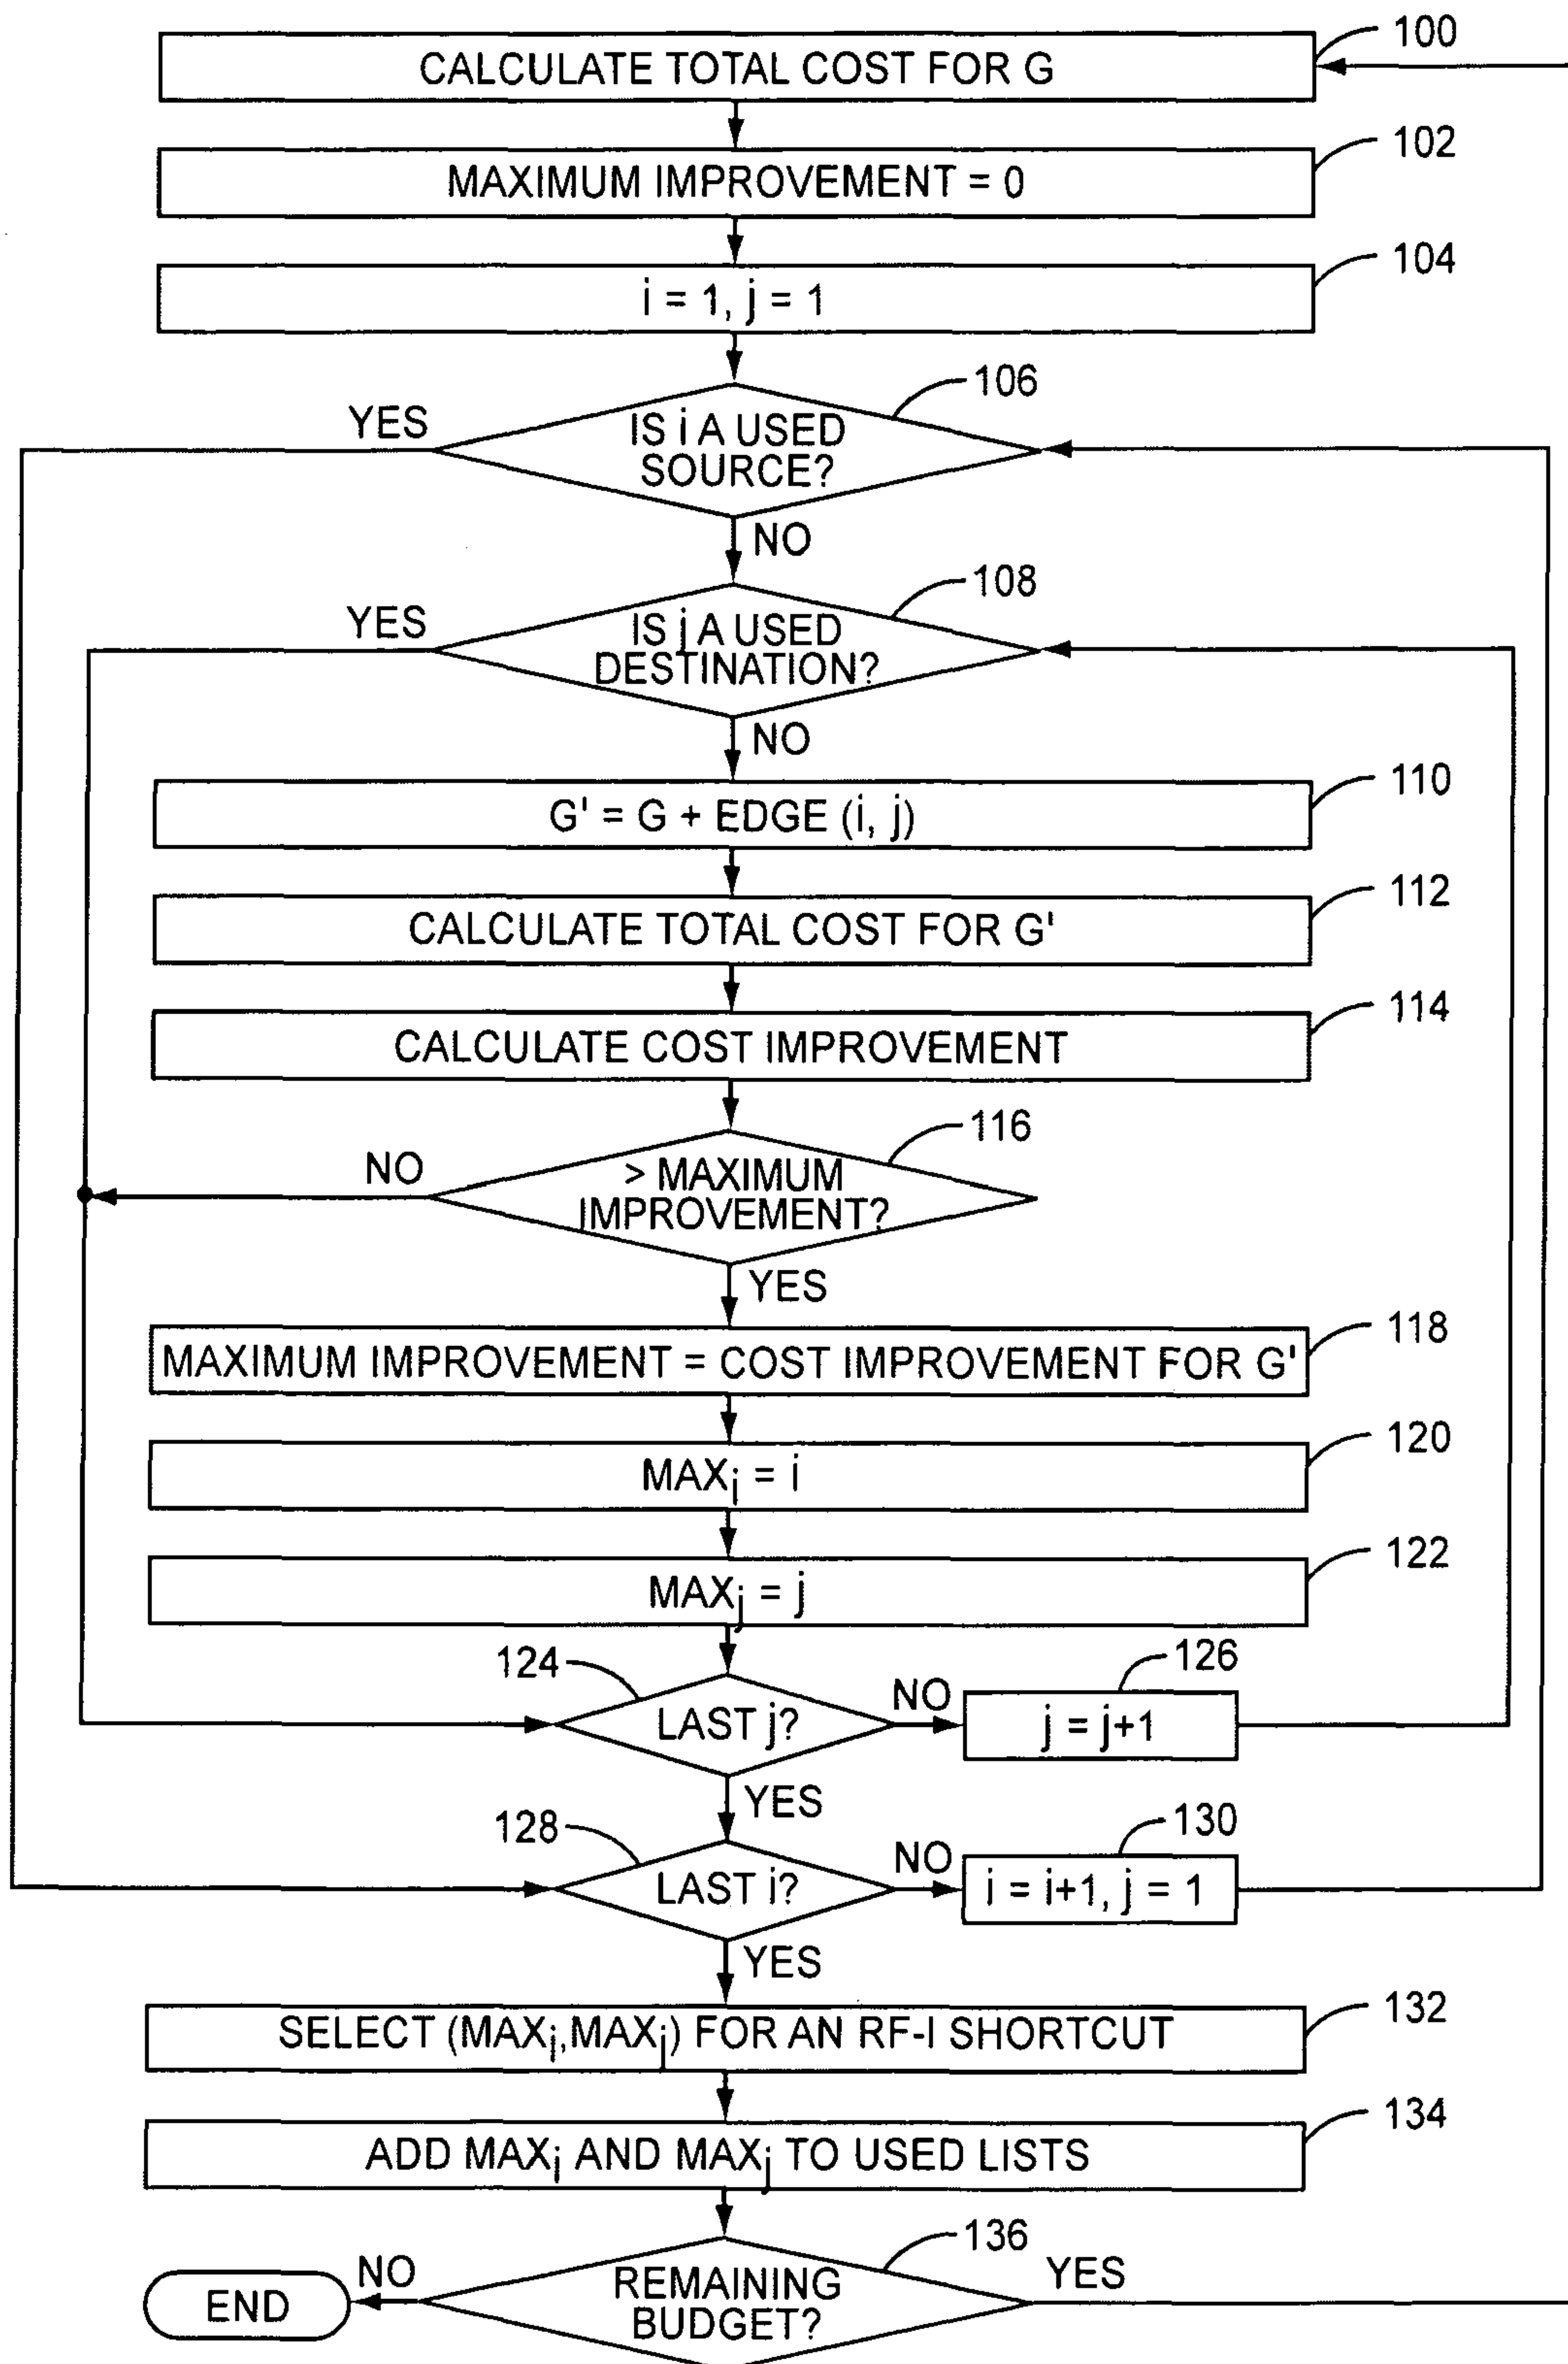 100
CALCULATE TOTAL COST FOR G
102
MAXIMUM IMPROVEMENT = 0
104
i = 1, j = 1
106
YES
IS i A USED
SOURCE?
NO
108
YES
IS j A USED
DESTINATION?
NO
110
G' = G + EDGE (i, j)
112
CALCULATE TOTAL COST FOR G'
114
CALCULATE COST IMPROVEMENT
116
NO
> MAXIMUM
IMPROVEMENT?
YES
118
MAXIMUM IMPROVEMENT = COST IMPROVEMENT FOR G'
120
MAXi = i
122
MAXj = j
124
LAST j?
NO
126
j = j+1
YES
128
LAST i?
NO
130
i = i+1, j = 1
YES
132
SELECT (MAXi,MAXj) FOR AN RF-I SHORTCUT
134
ADD MAXi AND MAXj TO USED LISTS
136
END
NO
REMAINING
BUDGET?
YES